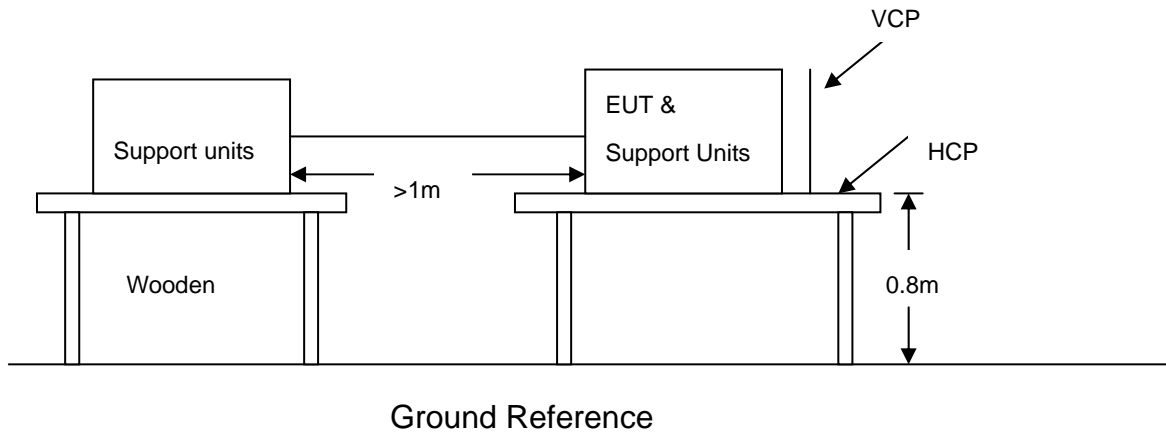 VCP
EUT &
Support Units
Support units
HCP
>1m
Wooden
0.8m
Ground Reference